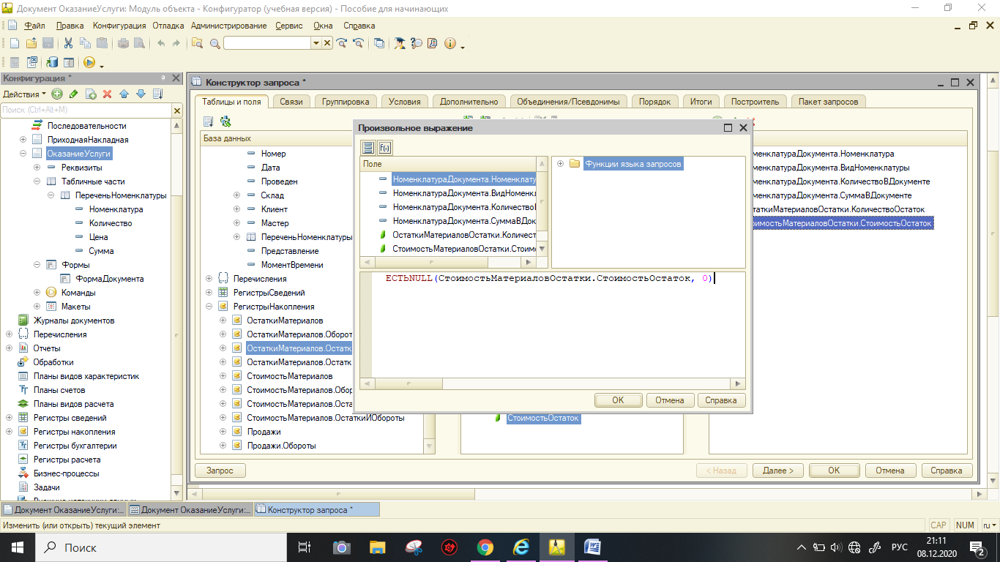 Документ ОказаниеУслуги: Модуль объекта - Конфигуратор (учебная версия) - Пособие для начинающих
Файл Правка Конфигурация Отладка Администрирование Сервис Окна Справка
Конфигурация *
Действия
Поиск (Ctrl+Alt+M)
Последовательности
ПриходнаяНакладная
ОказаниеУслуги
Реквизиты
Табличные части
ПереченьНоменклатуры
Номенклатура
Количество
Цена
Сумма
Формы
ФормаДокумента
Команды
Макеты
Журналы документов
Перечисления
Отчеты
Обработки
Планы видов характеристик
Планы счетов
Планы видов расчета
Регистры сведений
Регистры накопления
Регистры бухгалтерии
Регистры расчета
Бизнес-процессы
Задачи
Конструктор запроса *
Таблицы и поля Связи Группировка Условия Дополнительно Объединения/Псевдонимы Порядок Итоги Построитель Пакет запросов
База данных
Номер
Дата
Проведен
Склад
Клиент
Мастер
ПереченьНоменклатуры
Представление
МоментВремени
Перечисления
РегистрыСведений
РегистрыНакопления
ОстаткиМатериалов
ОстаткиМатериалов.Оборот
ОстаткиМатериалов.Остатк
ОстаткиМатериалов.Остатк
СтоимостьМатериалов
СтоимостьМатериалов.Обор
СтоимостьМатериалов.Оста
СтоимостьМатериалов.ОстаткиИОбороты
Продажи
Продажи.Обороты
Произвольное выражение
Поле
НоменклатураДокумента.Номенклату
НоменклатураДокумента.ВидНоменкл
НоменклатураДокумента.Количество
НоменклатураДокумента.СуммаВДок
ОстаткиМатериаловОстатки.Количест
СтоимостьМатериаловОстатки.Стоим
Функции языка запросов
ЕСТЬNULL(СтоимостьМатериаловОстатки.СтоимостьОстаток, 0)
ОК Отмена Справка
СтоимостьОстаток
менклатураДокумента.Номенклатура
менклатураДокумента.ВидНоменклатуры
менклатураДокумента.КоличествоВДокументе
менклатураДокумента.СуммаВДокументе
таткиМатериаловОстатки.КоличествоОстаток
оимостьМатериаловОстатки.СтоимостьОстаток
Запрос < Назад Далее > ОК Отмена Справка
Документ ОказаниеУслуги:... Документ ОказаниеУслуги:... Конструктор запроса *
Изменить (или открыть) текущий элемент CAP NUM ru
Поиск РУС 21:11
08.12.2020 2